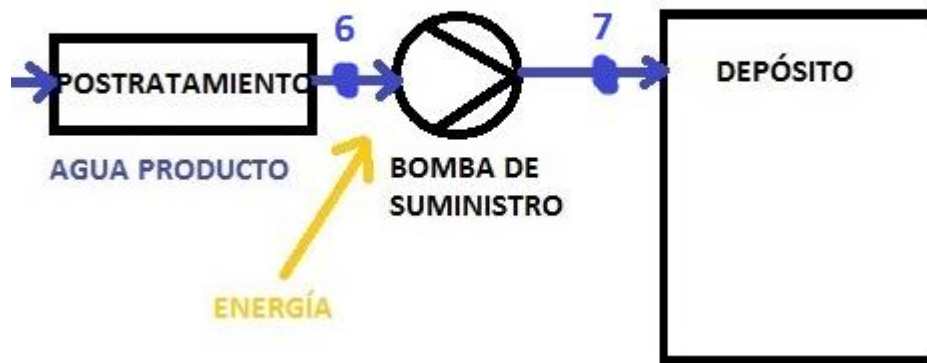 6
7
POSTRATAMIENTO
DEPÓSITO
AGUA PRODUCTO
BOMBA DE
SUMINISTRO
ENERGÍA